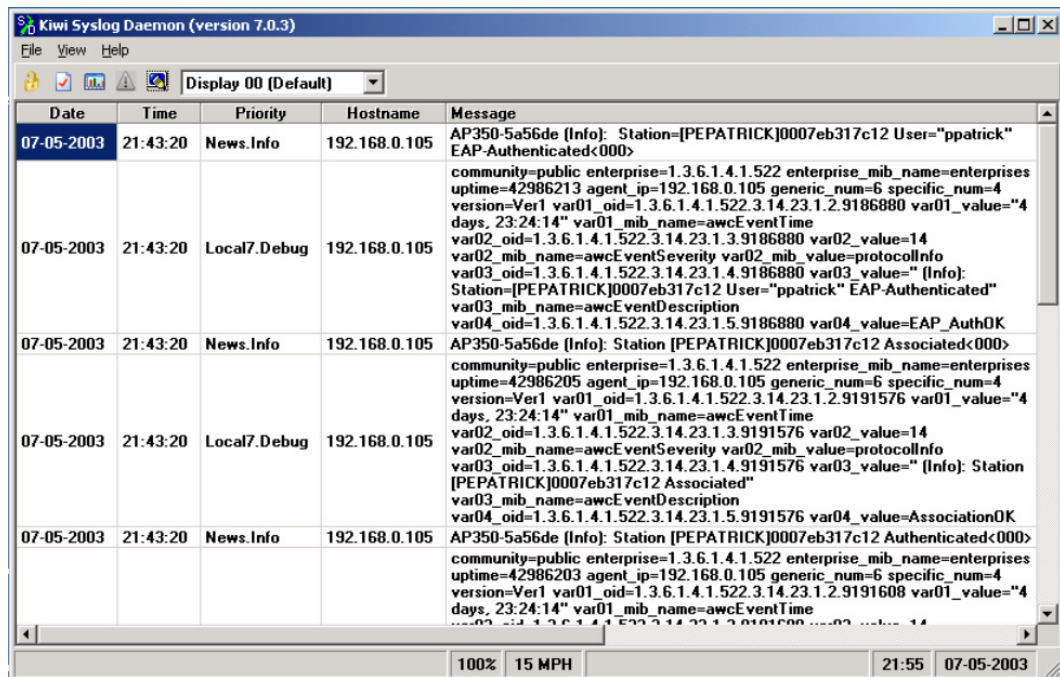 Kiwi Syslog Daemon (version 7.0.3)
File View Help
Display 00 (Default)
Date Time Priority Hostname Message
07-05-2003 21:43:20 News.Info 192.168.0.105 AP350-5a56de (Info): Station=[PEPATRICK]0007eb317c12 User="ppatrick"
EAP-Authenticated<000>
community=public enterprise=1.3.6.1.4.1.522 enterprise_mib_name=enterprises
uptime=42986213 agent_ip=192.168.0.105 generic_num=6 specific_num=4
version=Ver1 var01_oid=1.3.6.1.4.1.522.3.14.23.1.2.9186880 var01_value="4
days, 23:24:14" var01_mib_name=awcEventTime
07-05-2003 21:43:20 Local7.Debug 192.168.0.105 var02_oid=1.3.6.1.4.1.522.3.14.23.1.3.9186880 var02_value=14
var02_mib_name=awcEventSeverity var02_mib_value=protocolInfo
var03_oid=1.3.6.1.4.1.522.3.14.23.1.4.9186880 var03_value=" (Info):
Station=[PEPATRICK]0007eb317c12 User="ppatrick" EAP-Authenticated"
var03_mib_name=awcEventDescription
var04_oid=1.3.6.1.4.1.522.3.14.23.1.5.9186880 var04_value=EAP_AuthOK
07-05-2003 21:43:20 News.Info 192.168.0.105 AP350-5a56de (Info): Station [PEPATRICK]0007eb317c12 Associated<000>
community=public enterprise=1.3.6.1.4.1.522 enterprise_mib_name=enterprises
uptime=42986205 agent_ip=192.168.0.105 generic_num=6 specific_num=4
version=Ver1 var01_oid=1.3.6.1.4.1.522.3.14.23.1.2.9191576 var01_value="4
days, 23:24:14" var01_mib_name=awcEventTime
07-05-2003 21:43:20 Local7.Debug 192.168.0.105 var02_oid=1.3.6.1.4.1.522.3.14.23.1.3.9191576 var02_value=14
var02_mib_name=awcEventSeverity var02_mib_value=protocolInfo
var03_oid=1.3.6.1.4.1.522.3.14.23.1.4.9191576 var03_value=" (Info): Station
[PEPATRICK]0007eb317c12 Associated"
var03_mib_name=awcEventDescription
var04_oid=1.3.6.1.4.1.522.3.14.23.1.5.9191576 var04_value=AssociationOK
07-05-2003 21:43:20 News.Info 192.168.0.105 AP350-5a56de (Info): Station [PEPATRICK]0007eb317c12 Authenticated<000>
community=public enterprise=1.3.6.1.4.1.522 enterprise_mib_name=enterprises
uptime=42986203 agent_ip=192.168.0.105 generic_num=6 specific_num=4
version=Ver1 var01_oid=1.3.6.1.4.1.522.3.14.23.1.2.9191608 var01_value="4
days, 23:24:14" var01_mib_name=awcEventTime
100% 15 MPH 21:55 07-05-2003